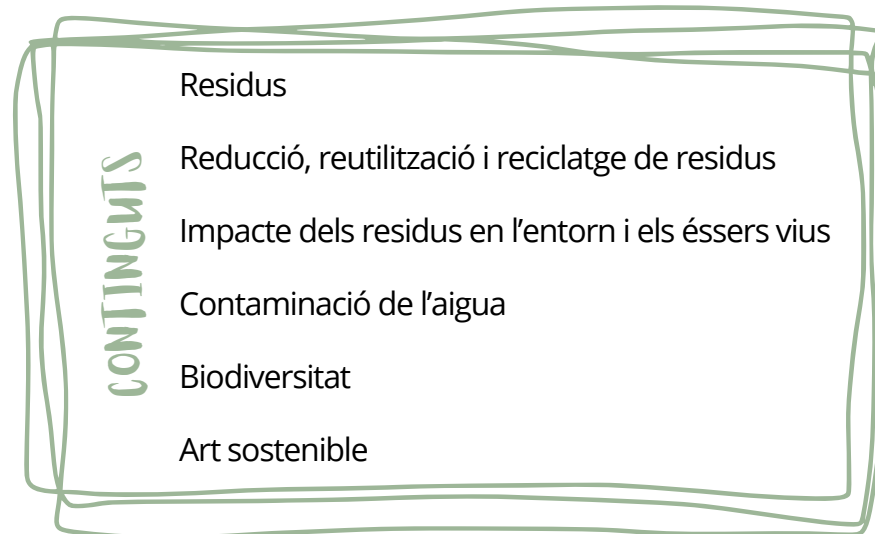 CONTINGUTS
Residus
Reducció, reutilització i reciclatge de residus
Impacte dels residus en l’entorn i els éssers vius
Contaminació de l’aigua
Biodiversitat
Art sostenible